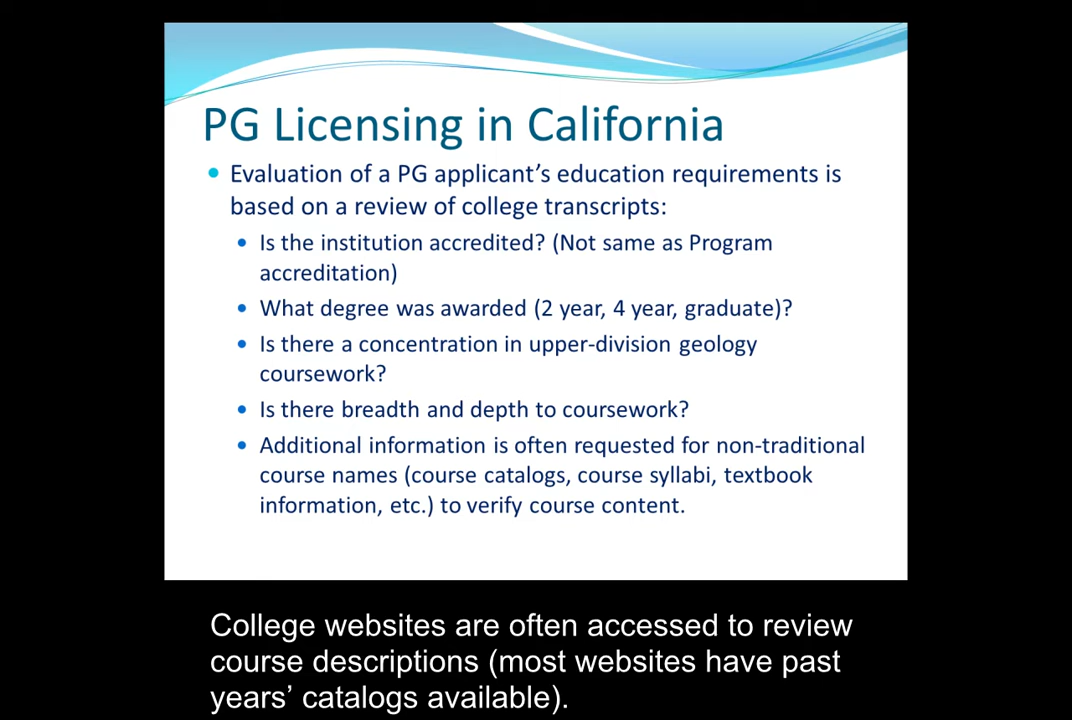 PG Licensing in California
• Evaluation of a PG applicant’s education requirements is
based on a review of college transcripts:
• Is the institution accredited? (Not same as Program
accreditation)
• What degree was awarded (2 year, 4 year, graduate)?
• Is there a concentration in upper-division geology
coursework?
• Is there breadth and depth to coursework?
• Additional information is often requested for non-traditional
course names (course catalogs, course syllabi, textbook
information, etc.) to verify course content.
College websites are often accessed to review
course descriptions (most websites have past
years’ catalogs available).